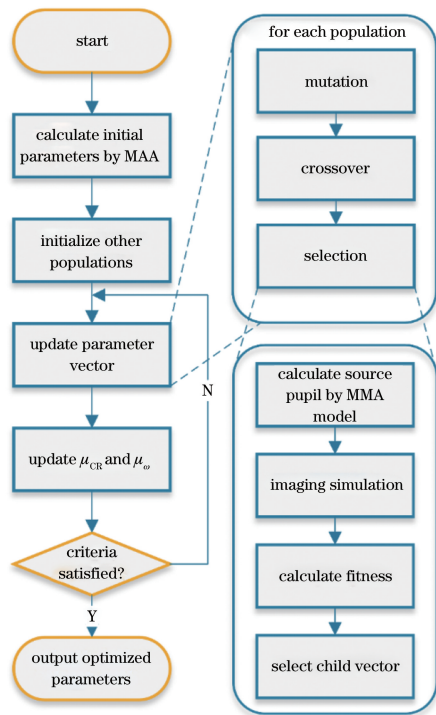 start
calculate initial
parameters by MAA
initialize other
populations
update parameter
vector
update μCR and μω
criteria
satisfied?
N
Y
output optimized
parameters
for each population
mutation
crossover
selection
calculate source
pupil by MMA
model
imaging simulation
calculate fitness
select child vector